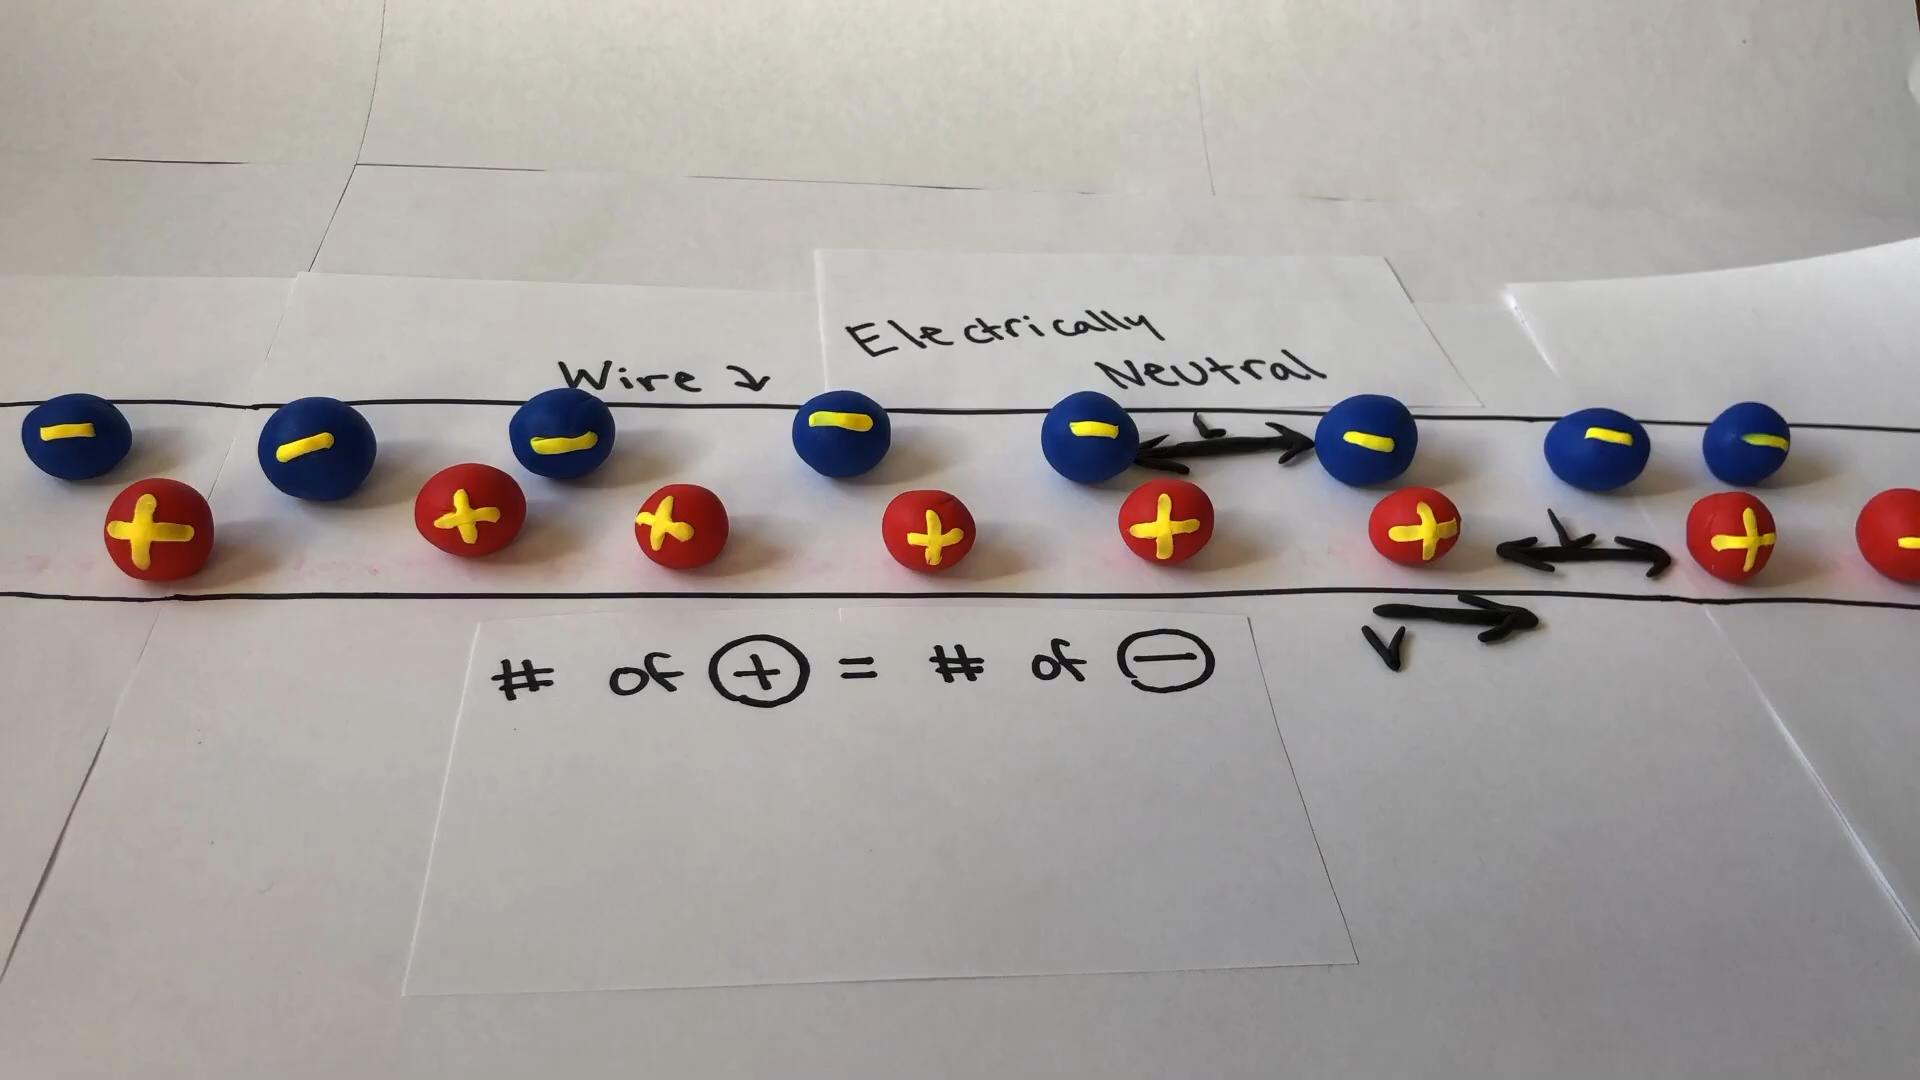 Electrically
Wire ↓
Neutral
- - - - - - - -
L
+ + + + + + + +
L
V
# of ⊕ = # of ⊖